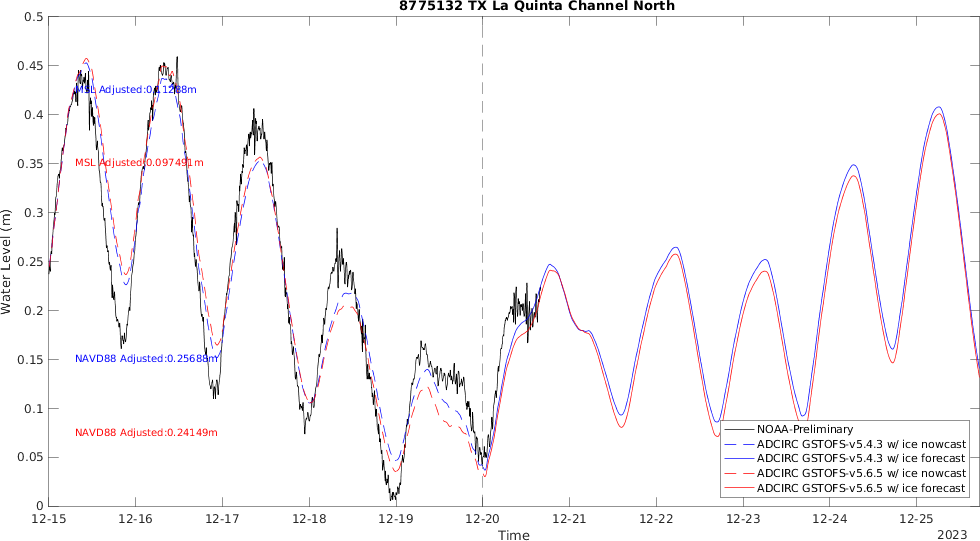 8775132 TX La Quinta Channel North
0.5
0.45
0.4
0.35
0.3
0.25
0.2
0.15
0.1
0.05
0
Water Level (m)
MSL Adjusted:0.11288m
MSL Adjusted:0.097491m
NAVD88 Adjusted:0.25688m
NAVD88 Adjusted:0.24149m
NOAA-Preliminary
ADCIRC GSTOFS-v5.4.3 w/ ice nowcast
ADCIRC GSTOFS-v5.4.3 w/ ice forecast
ADCIRC GSTOFS-v5.6.5 w/ ice nowcast
ADCIRC GSTOFS-v5.6.5 w/ ice forecast
12-15 12-16 12-17 12-18 12-19 12-20 12-21 12-22 12-23 12-24 12-25
Time
2023